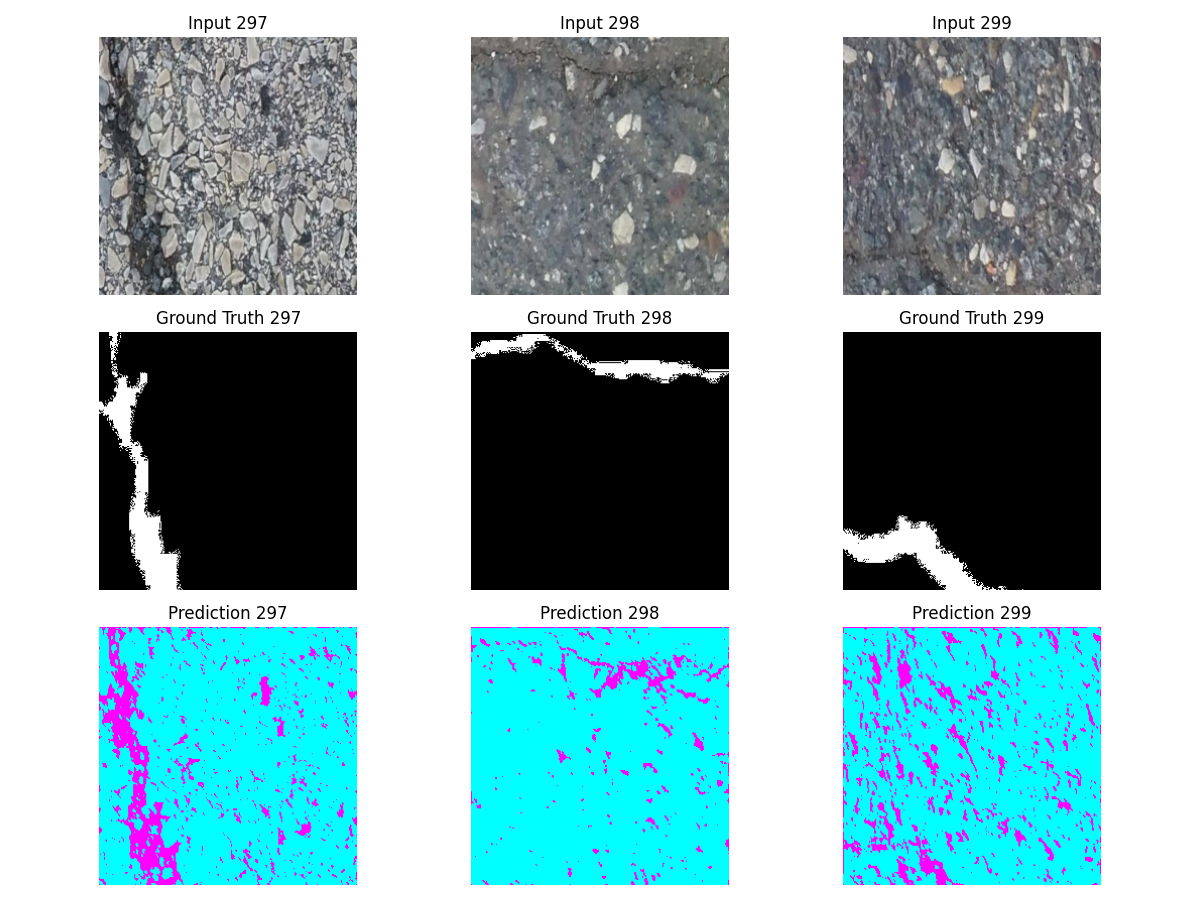 Input 297
Input 298
Input 299
Ground Truth 297
Ground Truth 298
Ground Truth 299
Prediction 297
Prediction 298
Prediction 299